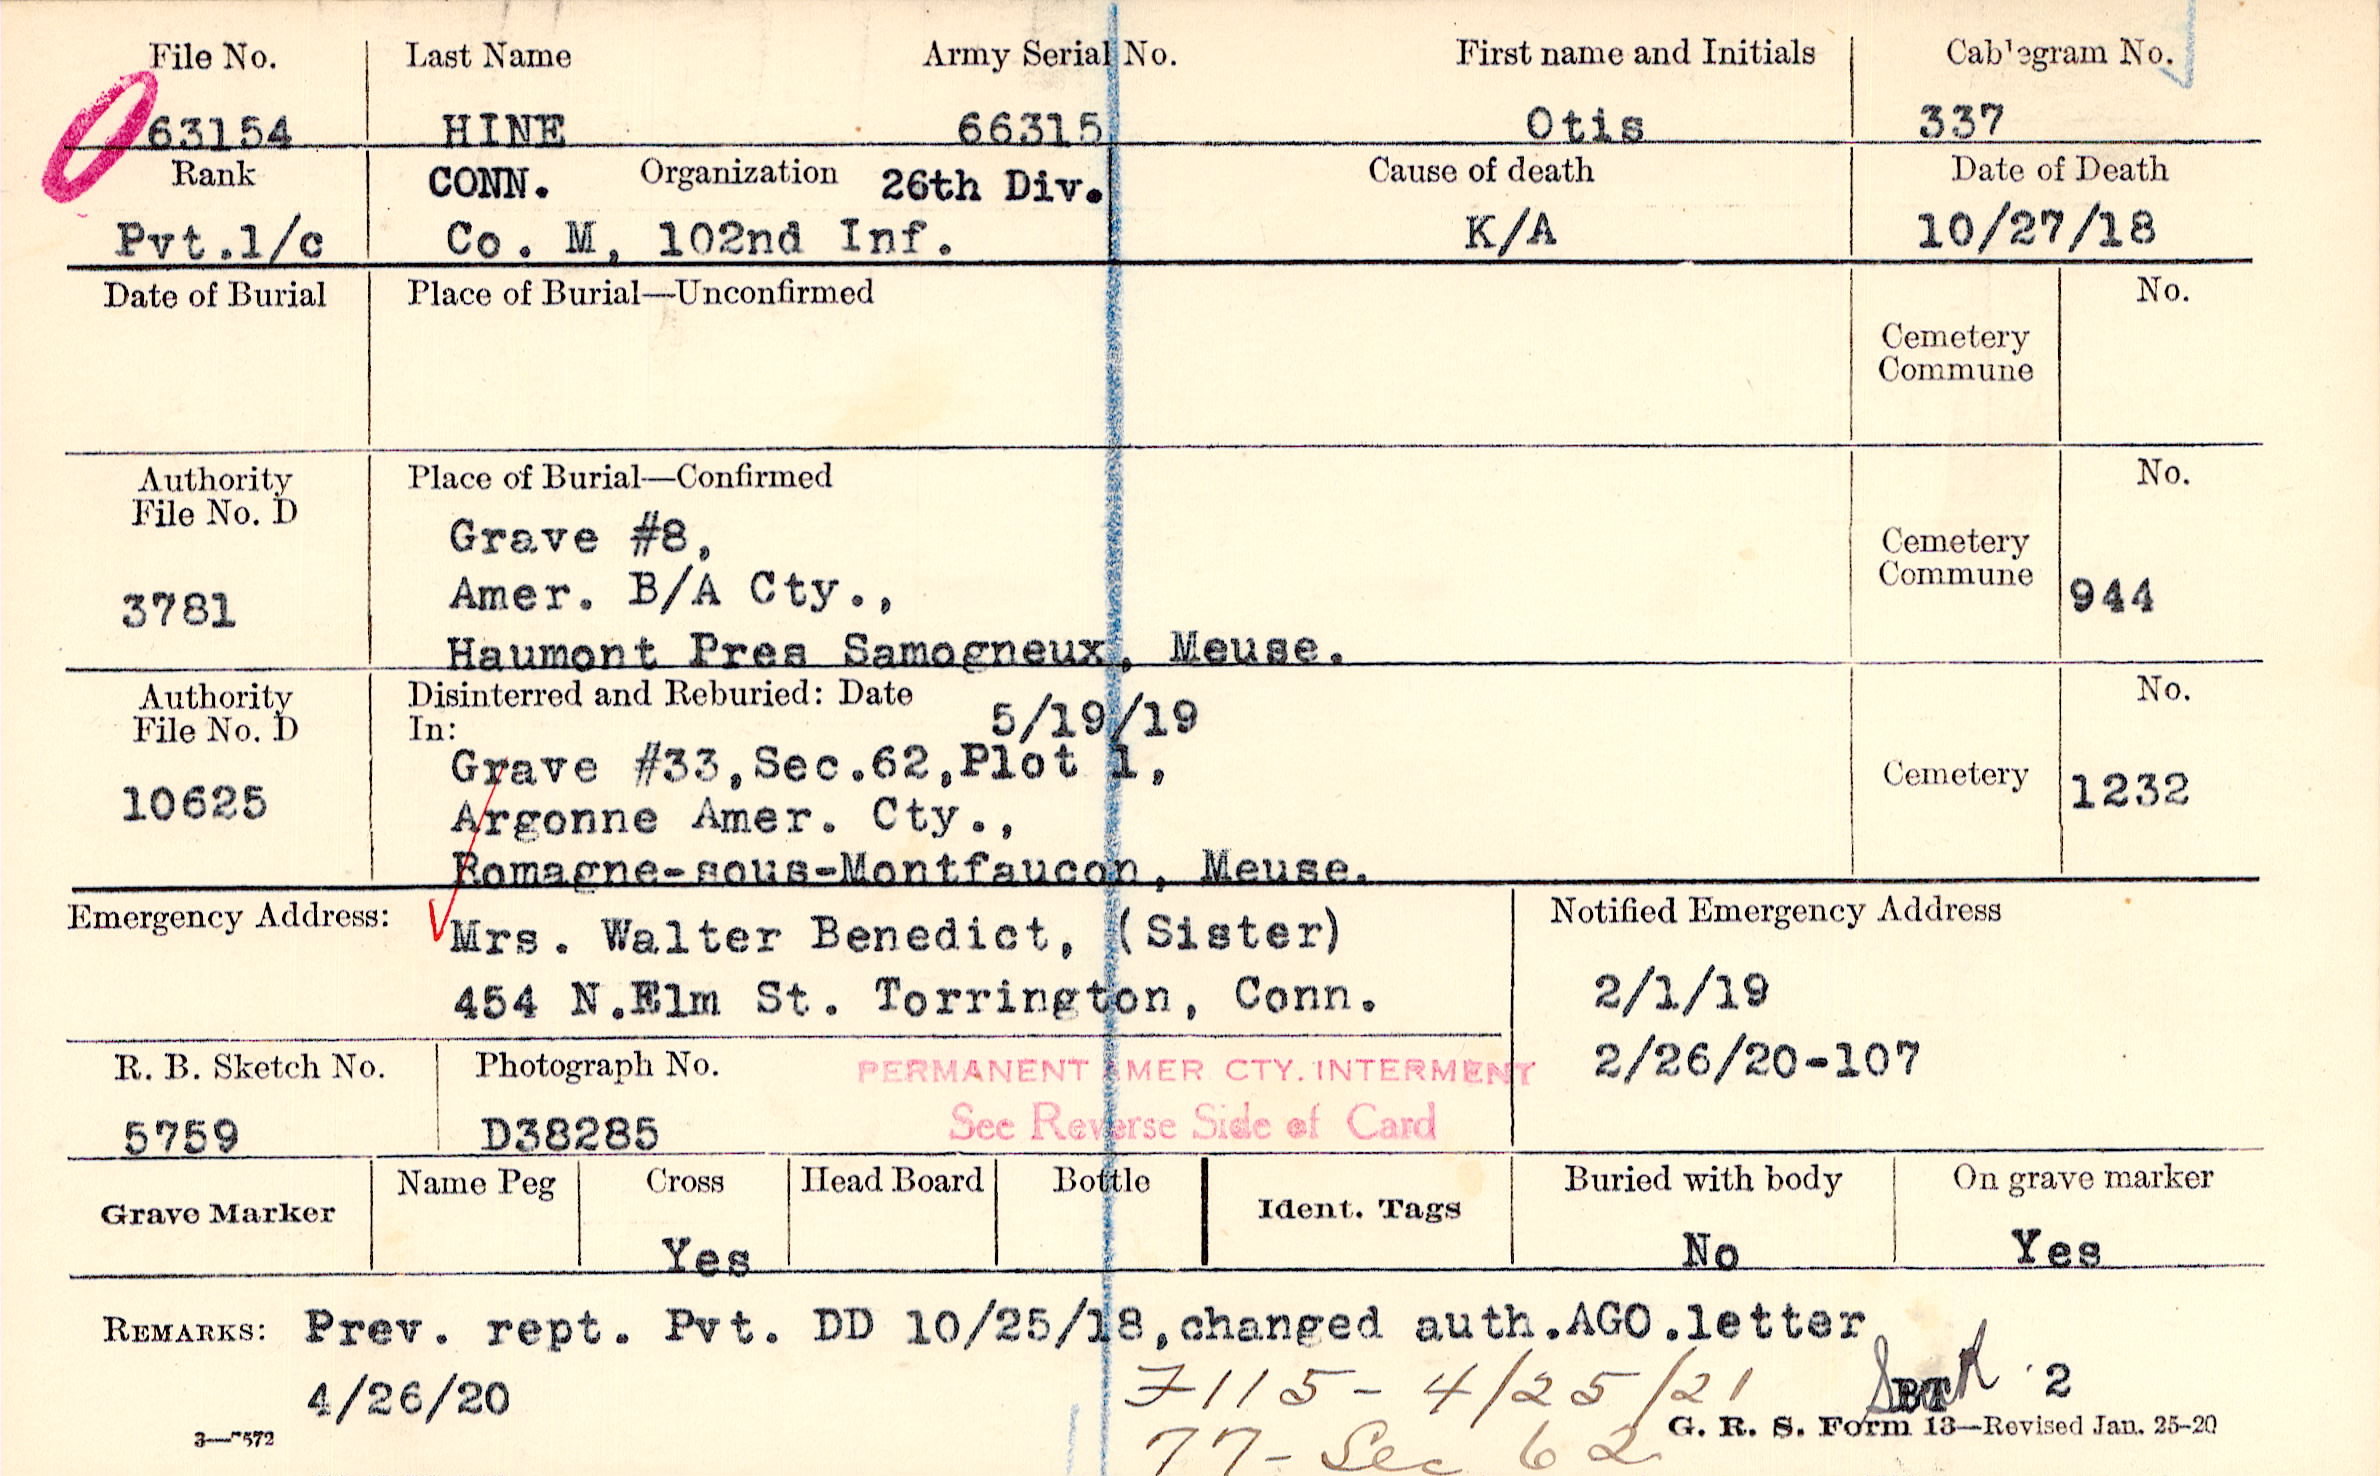 File No. Last Name Army Serial No. First name and Initials Cablegram No.
63154 HINE 66315 Otis 337
Rank CONN. Organization 26th Div. Cause of death Date of Death
Pvt.1/c Co. M, 102nd Inf. K/A 10/27/18
Date of Burial Place of Burial—Unconfirmed No.
Cemetery
Commune
Authority Place of Burial—Confirmed No.
File No. D
Grave #8,
Cemetery
Commune
3781 Amer. B/A Cty., 944
Haumont Pres Samogneux, Meuse.
Authority Disinterred and Reburied: Date 5/19/19 No.
File No. D In:
Grave #33,Sec.62,Plot 1,
10625 Argonne Amer. Cty., Cemetery 1232
Romagne-sous-Montfaucon, Meuse.
Emergency Address: Mrs. Walter Benedict, (Sister) Notified Emergency Address
454 N.Elm St. Torrington, Conn. 2/1/19
2/26/20-107
R. B. Sketch No. Photograph No. PERMANENT AMER CTY. INTERMENT
5759 D38285 See Reverse Side of Card
Grave Marker Name Peg Cross Head Board Bottle Ident. Tags Buried with body On grave marker
Yes No Yes
REMARKS: Prev. rept. Pvt. DD 10/25/18,changed auth.AGO.letter
4/26/20 7115- 4/25/21 2
3—7572 77- Sec 62 G. R. S. Form 13—Revised Jan. 25-20